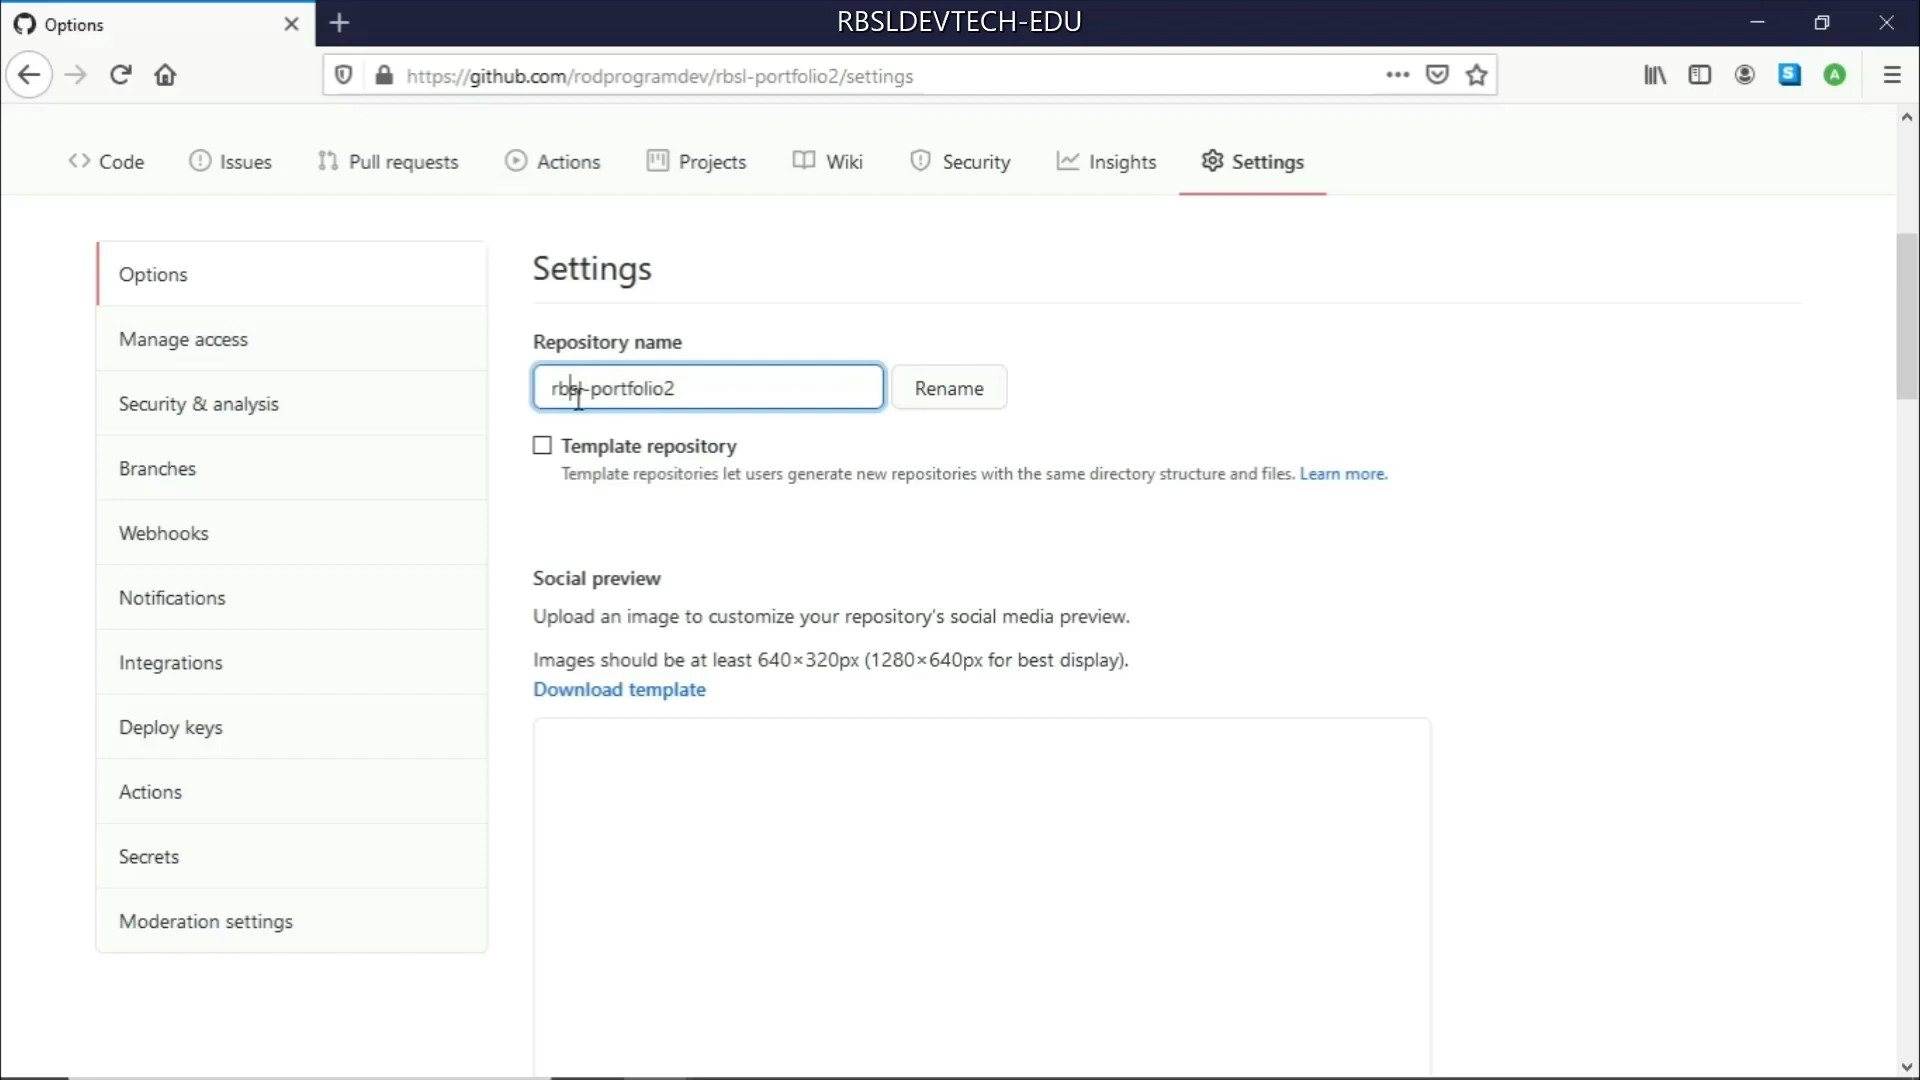 Options
RBSLDEVTECH-EDU
https://github.com/rodprogramdev/rbsl-portfolio2/settings
S
A
Code Issues Pull requests Actions Projects Wiki Security Insights Settings
Options
Manage access
Security & analysis
Branches
Webhooks
Notifications
Integrations
Deploy keys
Actions
Secrets
Moderation settings
Settings
Repository name
rbsl-portfolio2
Rename
Template repository
Template repositories let users generate new repositories with the same directory structure and files. Learn more.
Social preview
Upload an image to customize your repository's social media preview.
Images should be at least 640×320px (1280×640px for best display).
Download template